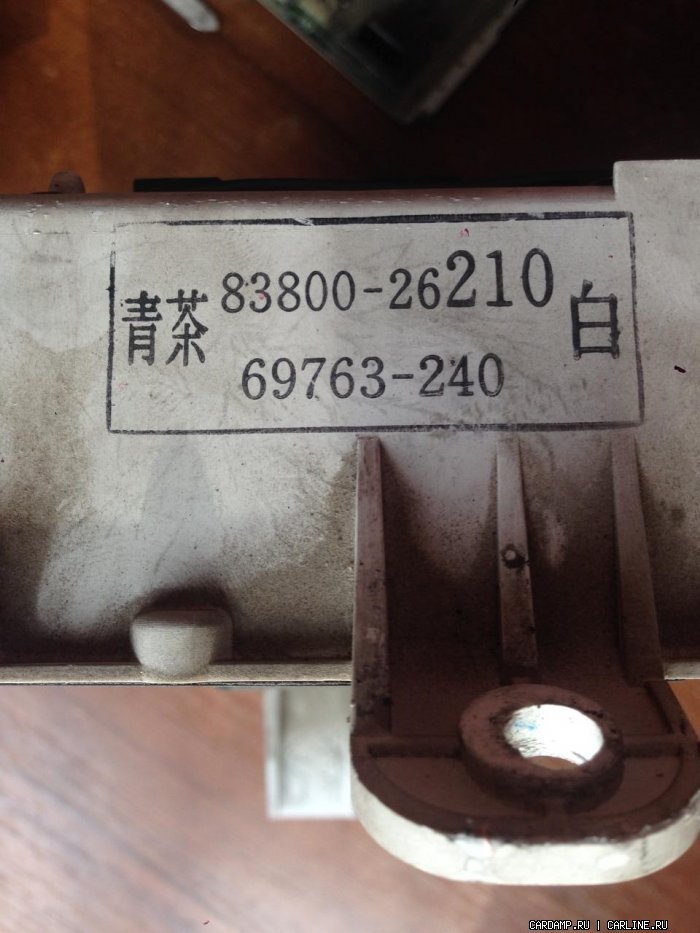 青茶 83800-26210 白
69763-240
CARDAMP.RU | CARLINE.RU